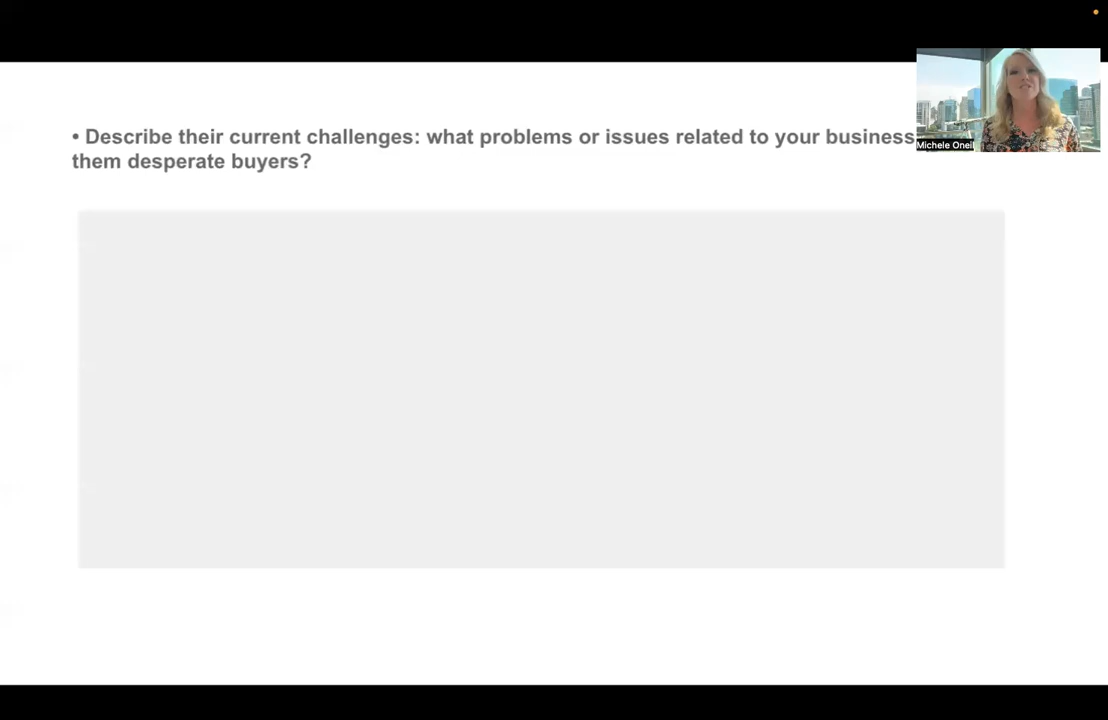 • Describe their current challenges: what problems or issues related to your business
them desperate buyers?
Michele Oneil